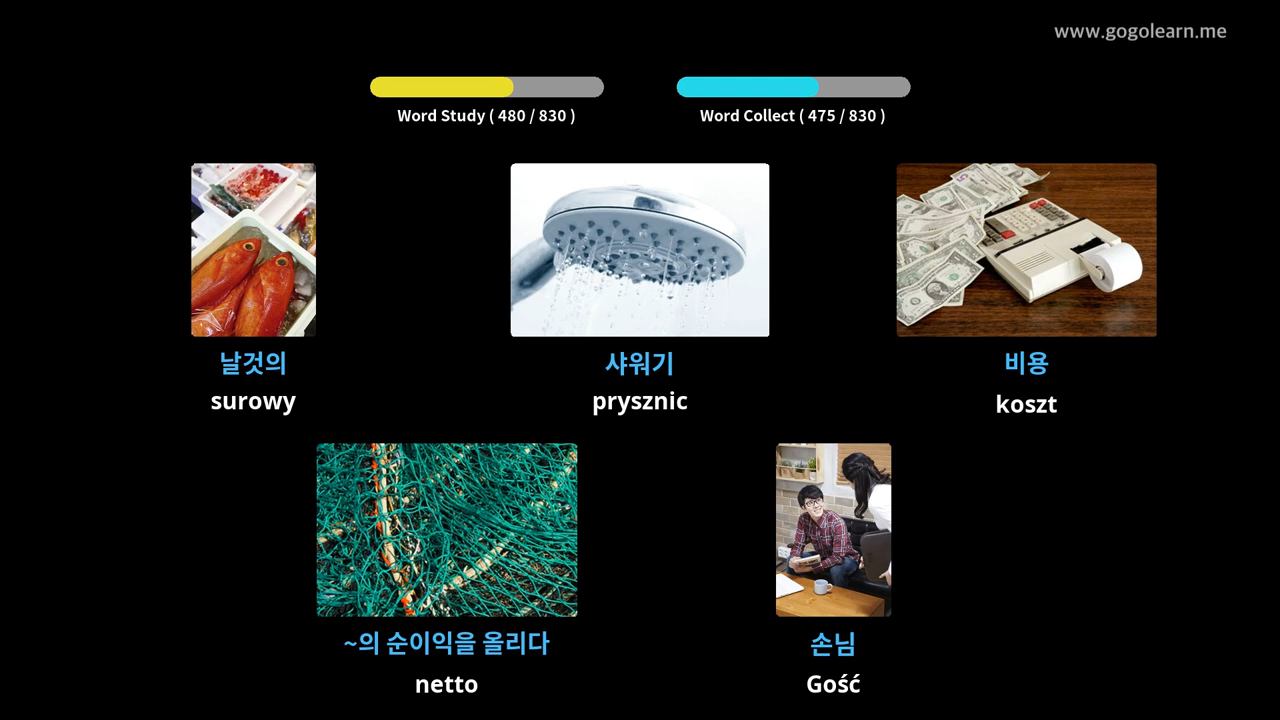 www.gogolearn.me
Word Study ( 480 / 830 )
Word Collect ( 475 / 830 )
날것의
surowy
샤워기
prysznic
비용
koszt
~의 순이익을 올리다
netto
손님
Gość